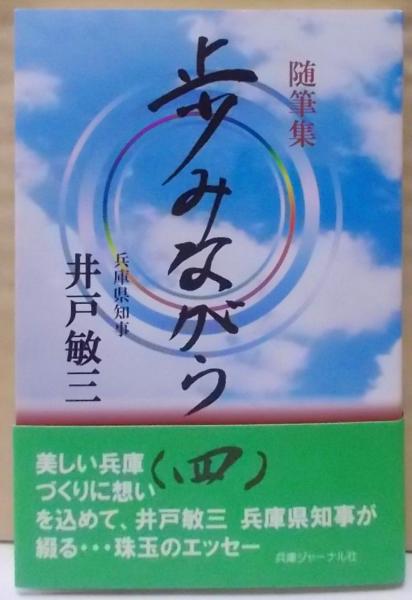 随筆集
歩みながら
(四)
兵庫県知事
井戸敏三
美しい兵庫
づくりに想い
を込めて、井戸敏三 兵庫県知事が
綴る・・・珠玉のエッセー
兵庫ジャーナル社